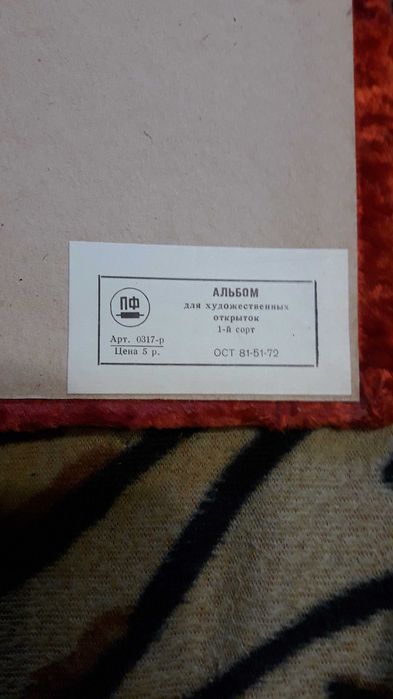 ПФ
АЛЬБОМ
для художественных
открыток
1-й сорт
Арт. 0317-р
Цена 5 р.
ОСТ 81-51-72